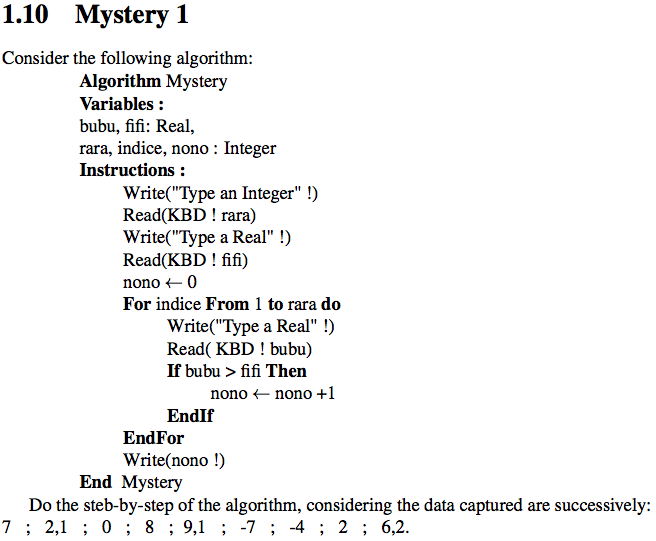 1.10 Mystery 1
Consider the following algorithm:
Algorithm Mystery
Variables :
bubu, fifi: Real,
rara, indice, nono : Integer
Instructions :
Write("Type an Integer" !)
Read(KBD ! rara)
Write("Type a Real" !)
Read(KBD ! fifi)
nono ← 0
For indice From 1 to rara do
Write("Type a Real" !)
Read( KBD ! bubu)
If bubu > fifi Then
nono ← nono +1
EndIf
EndFor
Write(nono !)
End Mystery
Do the steb-by-step of the algorithm, considering the data captured are successively:
7 ; 2,1 ; 0 ; 8 ; 9,1 ; -7 ; -4 ; 2 ; 6,2.